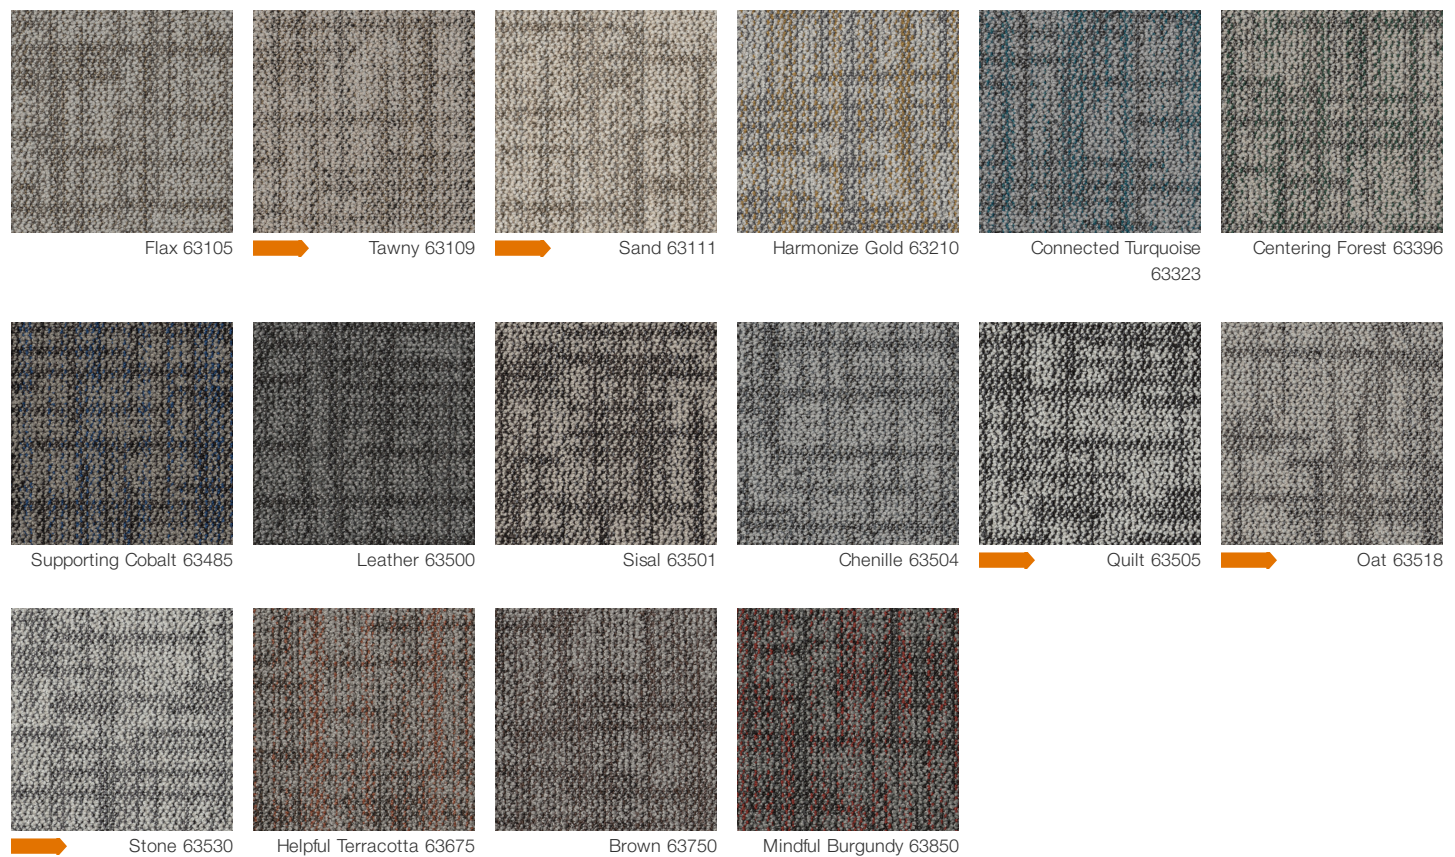 Flax 63105
Tawny 63109
Sand 63111
Harmonize Gold 63210
Connected Turquoise
63323
Centering Forest 63396
Supporting Cobalt 63485
Leather 63500
Sisal 63501
Chenille 63504
Quilt 63505
Oat 63518
Stone 63530
Helpful Terracotta 63675
Brown 63750
Mindful Burgundy 63850